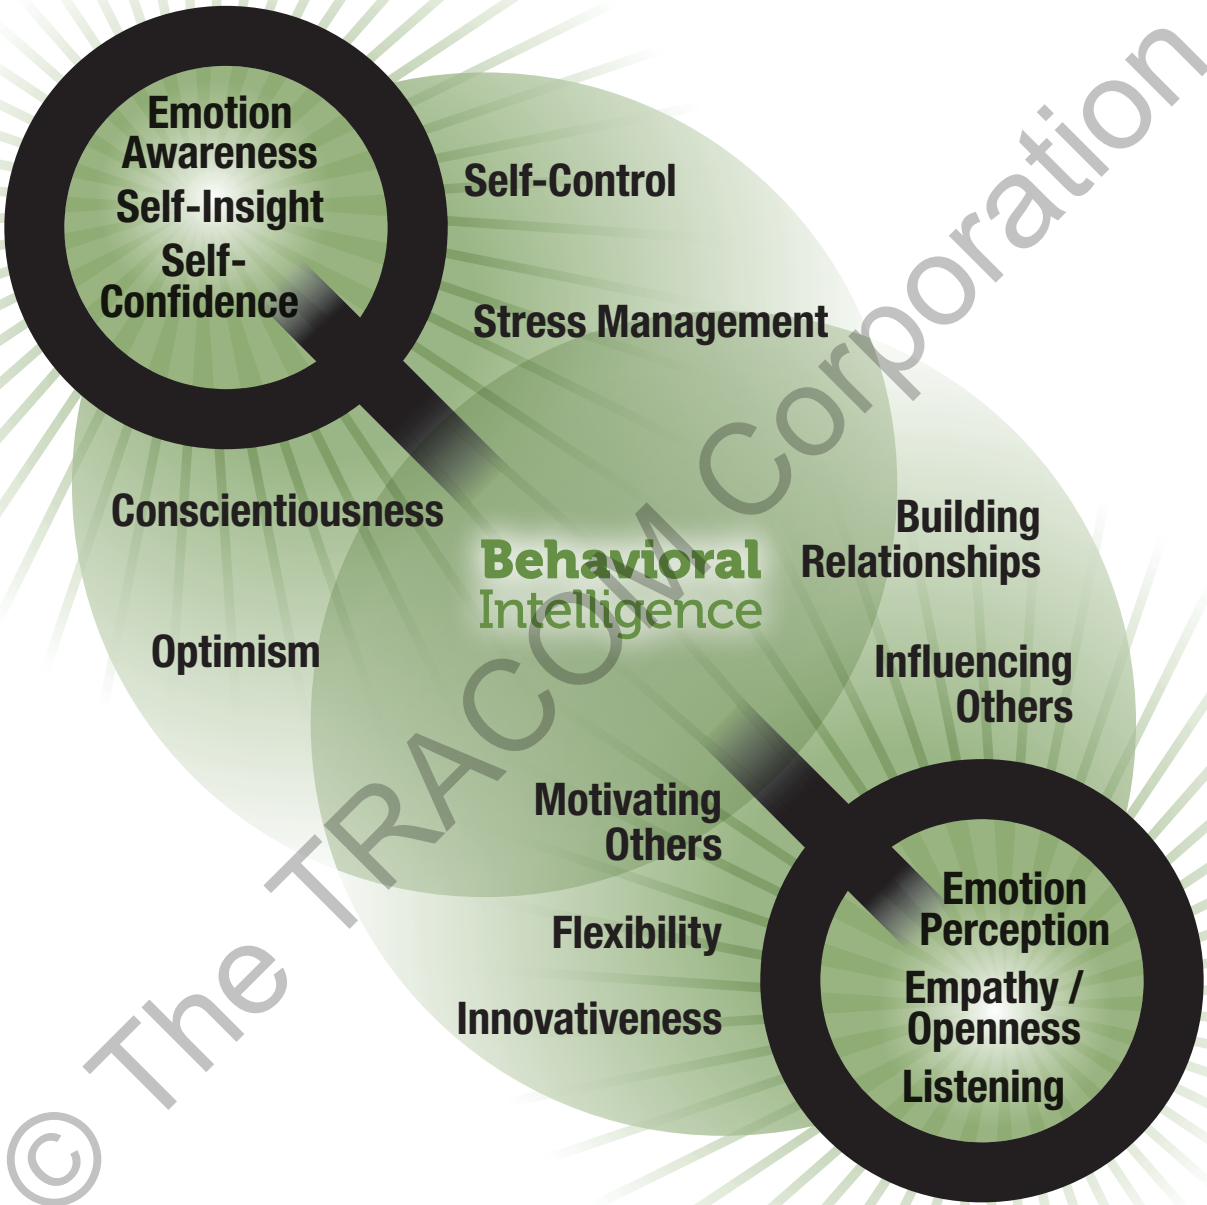 Emotion
Awareness
Self-Insight
Self-
Confidence
Self-Control
Stress Management
Conscientiousness
Optimism
Behavioral
Intelligence
Building
Relationships
Influencing
Others
Motivating
Others
Flexibility
Innovativeness
Emotion
Perception
Empathy /
Openness
Listening
© The TRACOM Corporation